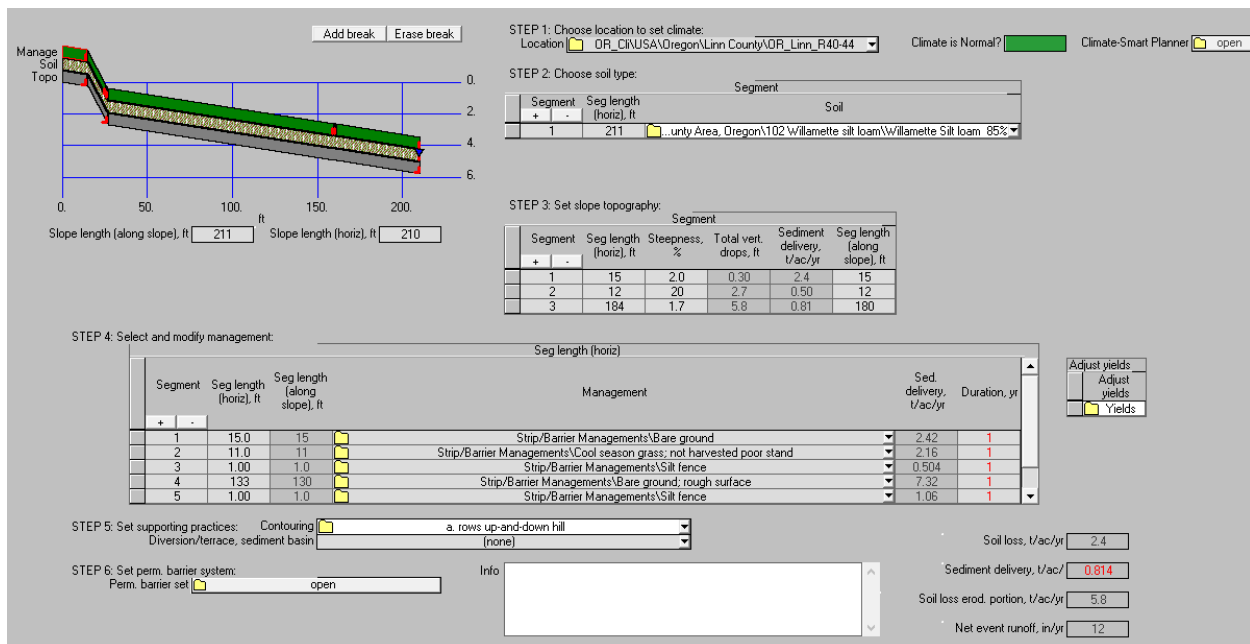 Add break Erase break
Manage
Soil
Topo
0.
2.
4.
6.
0. 50. 100. 150. 200.
ft
Slope length (along slope), ft 211 Slope length (horiz), ft 210
STEP 1: Choose location to set climate:
Location OR_Cli\USA\Oregon\Linn County\OR_Linn_R40-44
Climate is Normal? Climate-Smart Planner open
STEP 2: Choose soil type:
Segment
Segment Seg length (horiz), ft Soil
+ -
1 211 ...unty Area, Oregon\102 Willamette silt loam\Willamette Silt loam 85%
STEP 3: Set slope topography:
Segment
Segment Seg length (horiz), ft Steepness, % Total vert. drops, ft Sediment delivery, t/ac/yr Seg length (along slope), ft
+ -
1 15 2.0 0.30 2.4 15
2 12 20 2.7 0.50 12
3 184 1.7 5.8 0.81 180
STEP 4: Select and modify management:
Seg length (horiz)
Segment Seg length (horiz), ft Seg length (along slope), ft Management Sed. delivery, t/ac/yr Duration, yr
+ -
1 15.0 15 Strip/Barrier Managements\Bare ground 2.42 1
2 11.0 11 Strip/Barrier Managements\Cool season grass; not harvested poor stand 2.16 1
3 1.00 1.0 Strip/Barrier Managements\Silt fence 0.504 1
4 133 130 Strip/Barrier Managements\Bare ground; rough surface 7.32 1
5 1.00 1.0 Strip/Barrier Managements\Silt fence 1.06 1
Adjust yields
Adjust yields
Yields
STEP 5: Set supporting practices: Contouring a. rows up-and-down hill
Diversion/terrace, sediment basin (none)
STEP 6: Set perm. barrier system:
Perm. barrier set open
Info
Soil loss, t/ac/yr 2.4
Sediment delivery, t/ac/ 0.814
Soil loss erod. portion, t/ac/yr 5.8
Net event runoff, in/yr 12